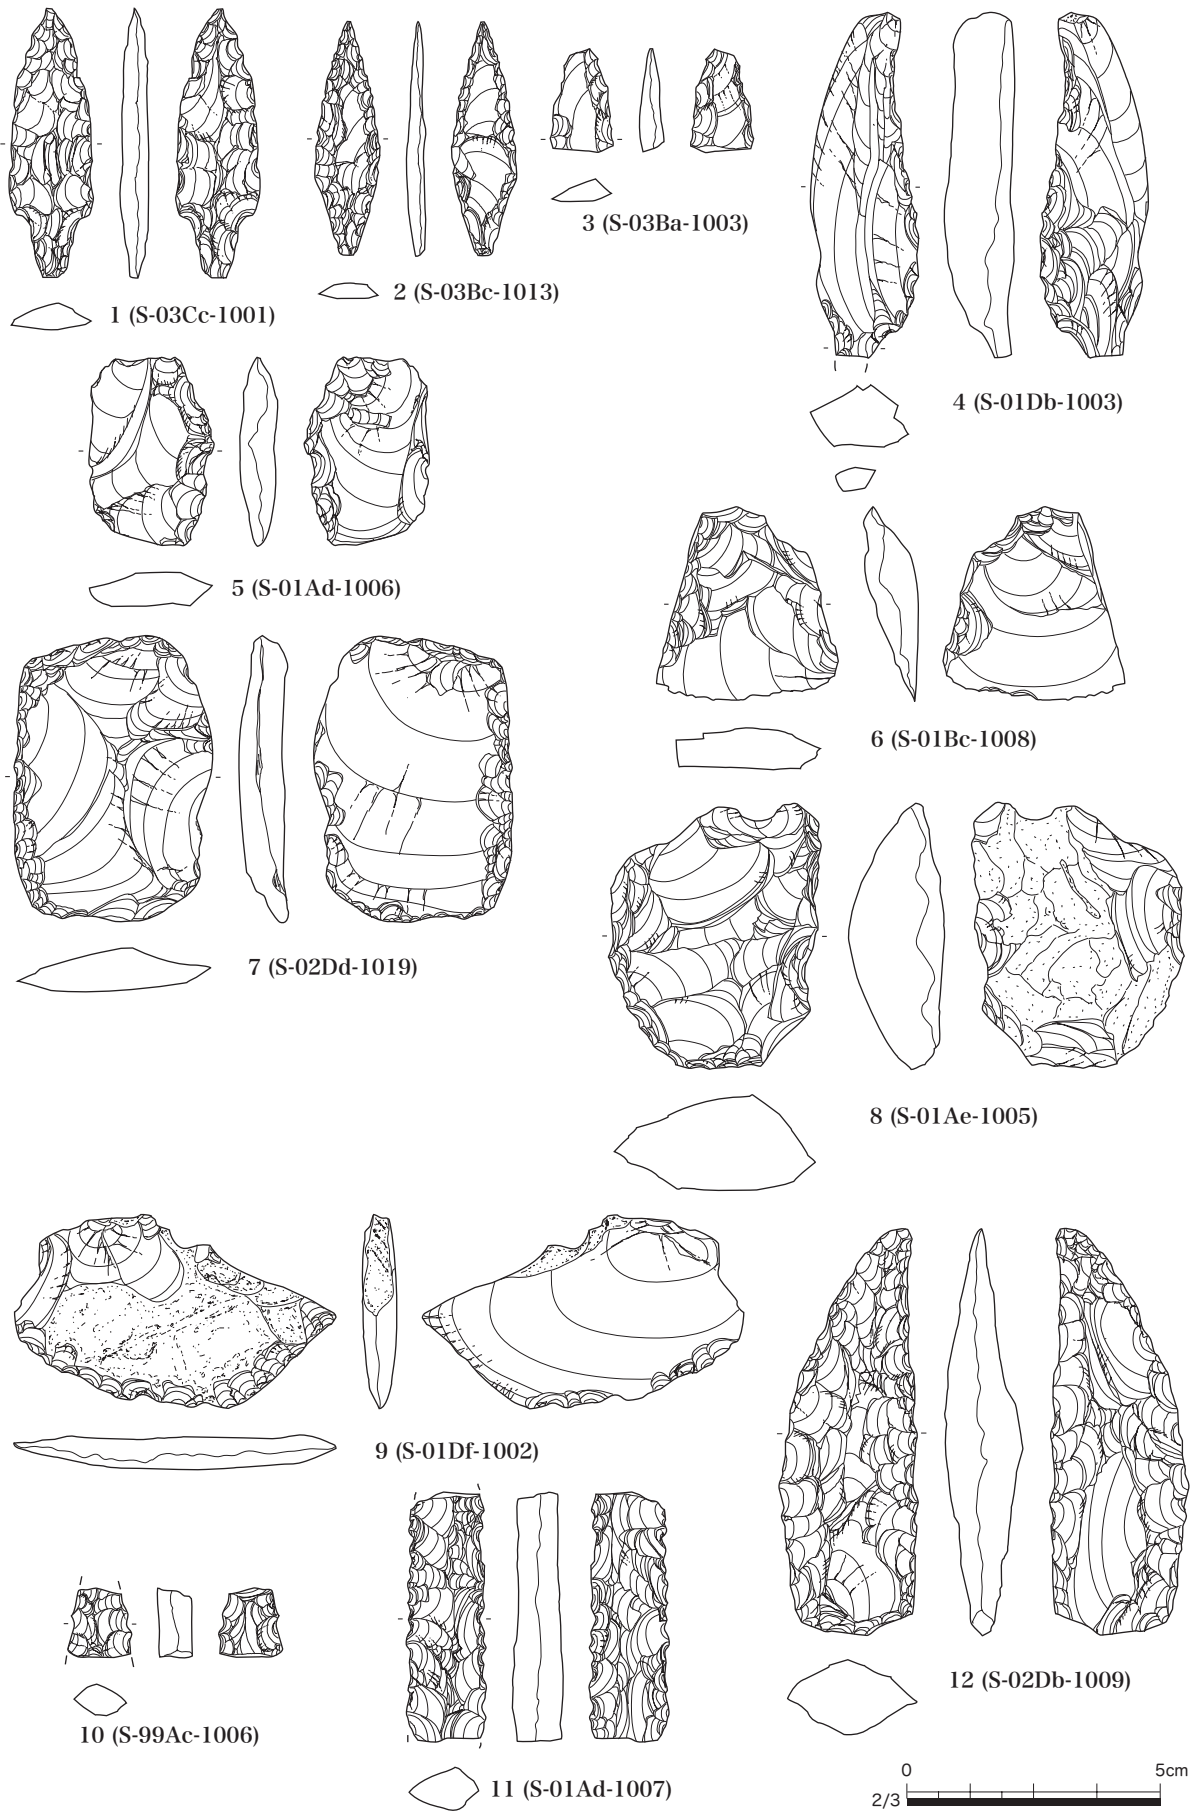 1 (S-03Cc-1001)
2 (S-03Bc-1013)
3 (S-03Ba-1003)
4 (S-01Db-1003)
5 (S-01Ad-1006)
6 (S-01Bc-1008)
7 (S-02Dd-1019)
8 (S-01Ae-1005)
9 (S-01Df-1002)
10 (S-99Ac-1006)
11 (S-01Ad-1007)
12 (S-02Db-1009)
0 5cm
2/3